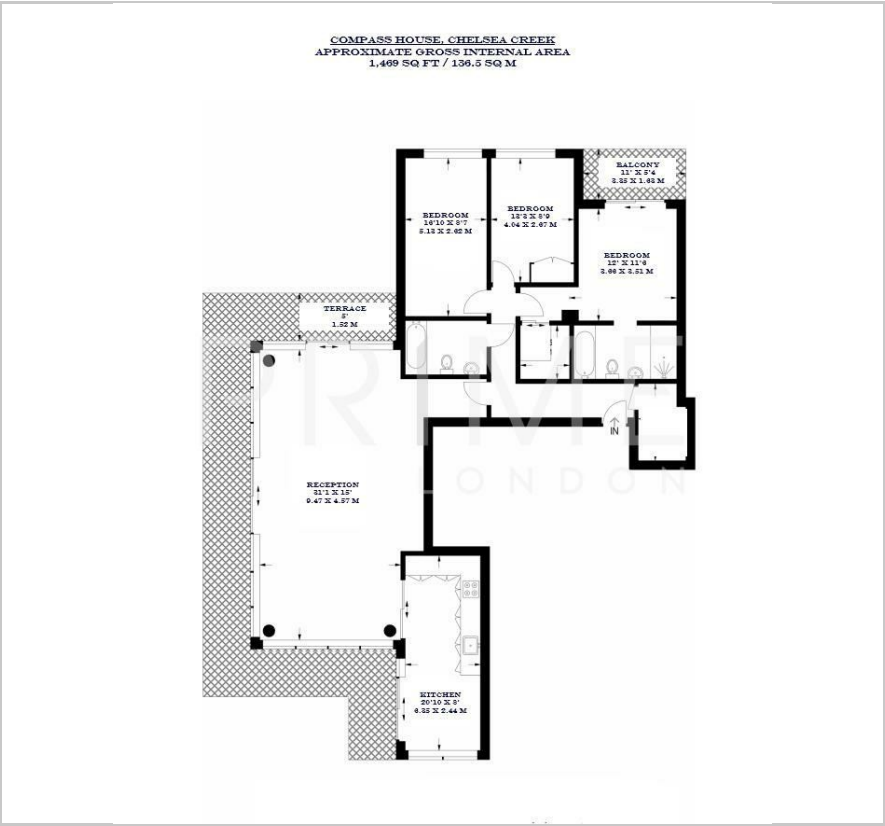 COMPASS HOUSE, CHELSEA CREEK
APPROXIMATE GROSS INTERNAL AREA
1,469 SQ FT / 136.5 SQ M
BALCONY
11' X 5'4
3.35 X 1.63 M
BEDROOM
16'10 X 8'7
5.13 X 2.62 M
BEDROOM
13'3 X 8'9
4.04 X 2.67 M
BEDROOM
12' X 11'6
3.66 X 3.51 M
TERRACE
5'
1.52 M
PRIME
LONDON
IN
RECEPTION
31'1 X 15'
9.47 X 4.57 M
KITCHEN
20'10 X 8'
6.35 X 2.44 M